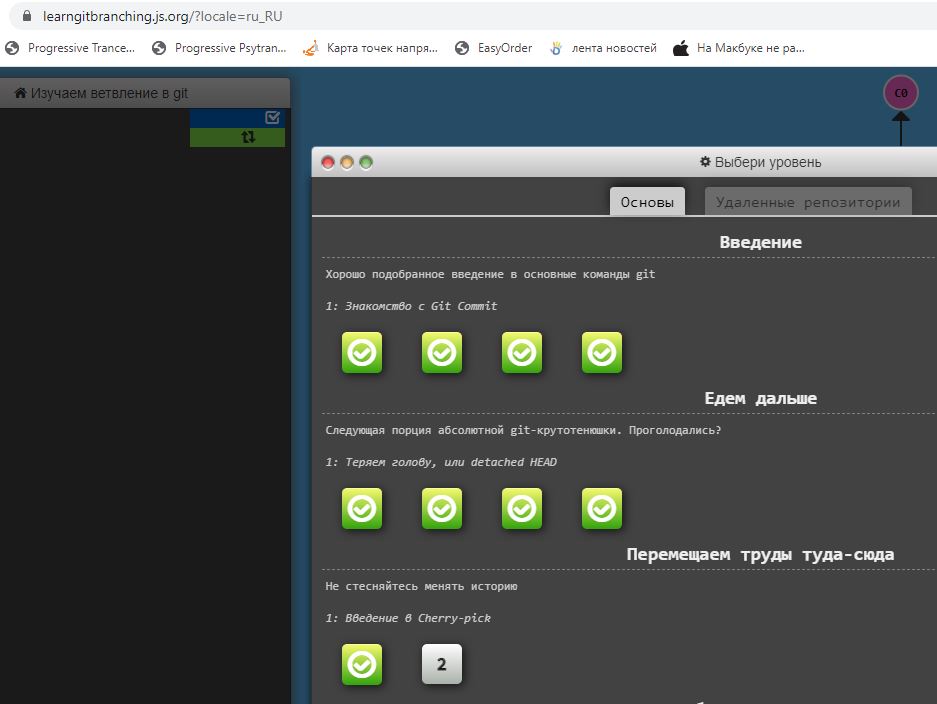 learngitbranching.js.org/?locale=ru_RU
Progressive Trance... Progressive Psytran... Карта точек напря... EasyOrder лента новостей На Макбуке не ра...
Изучаем ветвление в git
C0
Выбери уровень
Основы Удаленные репозитории
Введение
Хорошо подобранное введение в основные команды git
1: Знакомство с Git Commit
Едем дальше
Следующая порция абсолютной git-крутотенюшки. Проголодались?
1: Теряем голову, или detached HEAD
Перемещаем труды туда-сюда
Не стесняйтесь менять историю
1: Введение в Cherry-pick
2